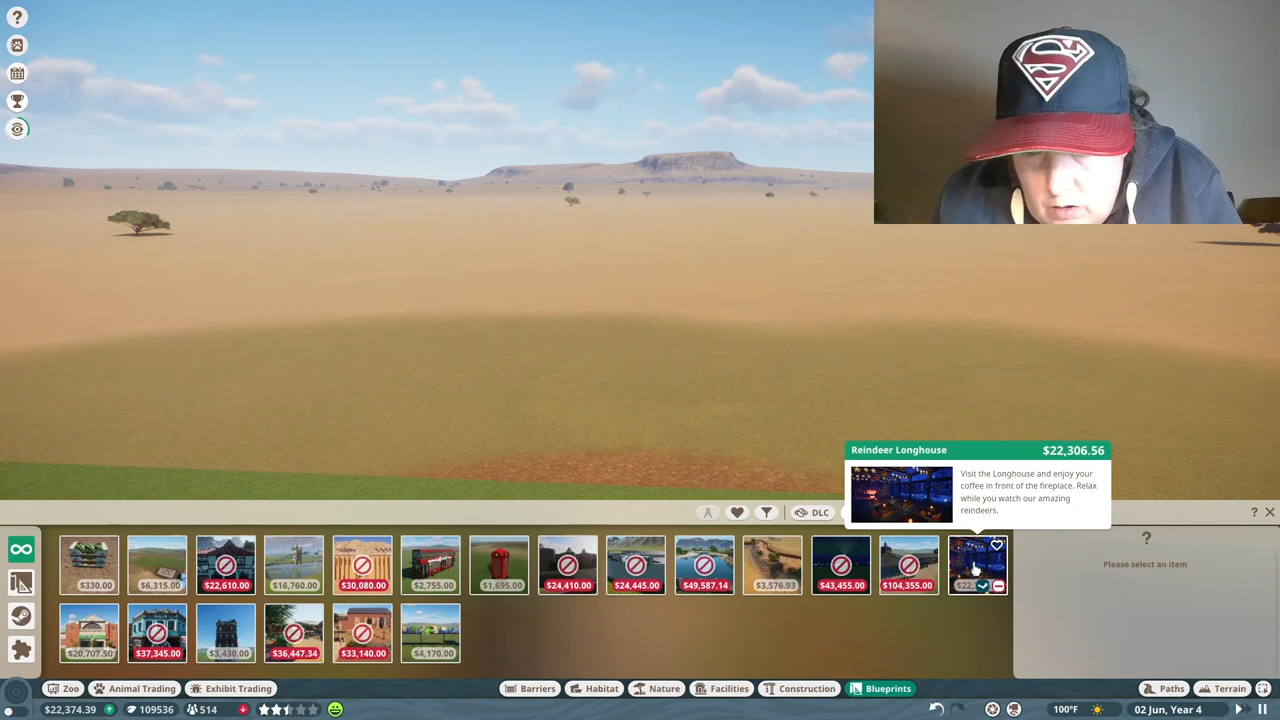 ?
Reindeer Longhouse $22,306.56
Visit the Longhouse and enjoy your
coffee in front of the fireplace. Relax
while you watch our amazing
reindeers.
DLC
? ×
$330.00 $6,315.00 $22,610.00 $16,760.00 $30,080.00 $2,755.00 $1,695.00 $24,410.00 $24,445.00 $49,587.14 $3,576.93 $43,455.00 $104,355.00 $22,
?
Please select an item
$20,707.50 $37,345.00 $3,430.00 $36,447.34 $33,140.00 $4,170.00
Zoo Animal Trading Exhibit Trading Barriers Habitat Nature Facilities Construction Blueprints Paths Terrain
$22,374.39 109536 514 100°F 02 Jun, Year 4